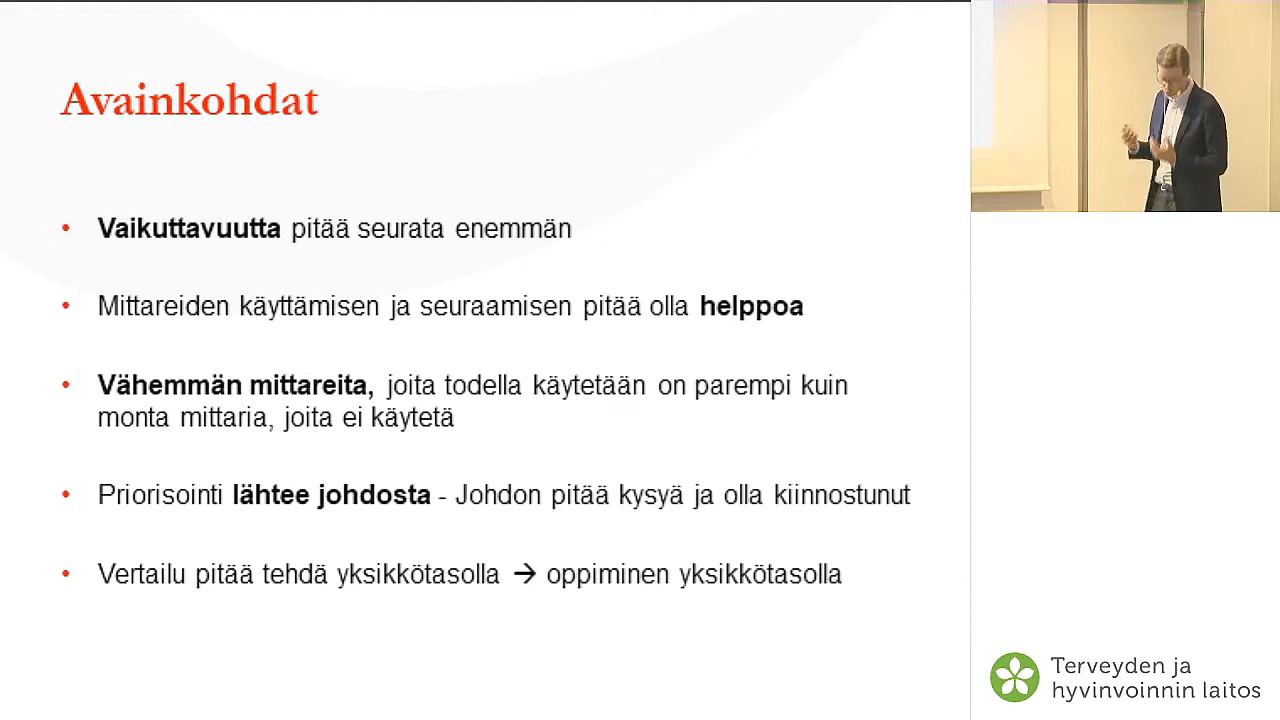 Avainkohdat
• Vaikuttavuutta pitää seurata enemmän
• Mittareiden käyttämisen ja seuraamisen pitää olla helppoa
• Vähemmän mittareita, joita todella käytetään on parempi kuin
monta mittaria, joita ei käytetä
• Priorisointi lähtee johdosta - Johdon pitää kysyä ja olla kiinnostunut
• Vertailu pitää tehdä yksikkötasolla → oppiminen yksikkötasolla
Terveyden ja
hyvinvoinnin laitos